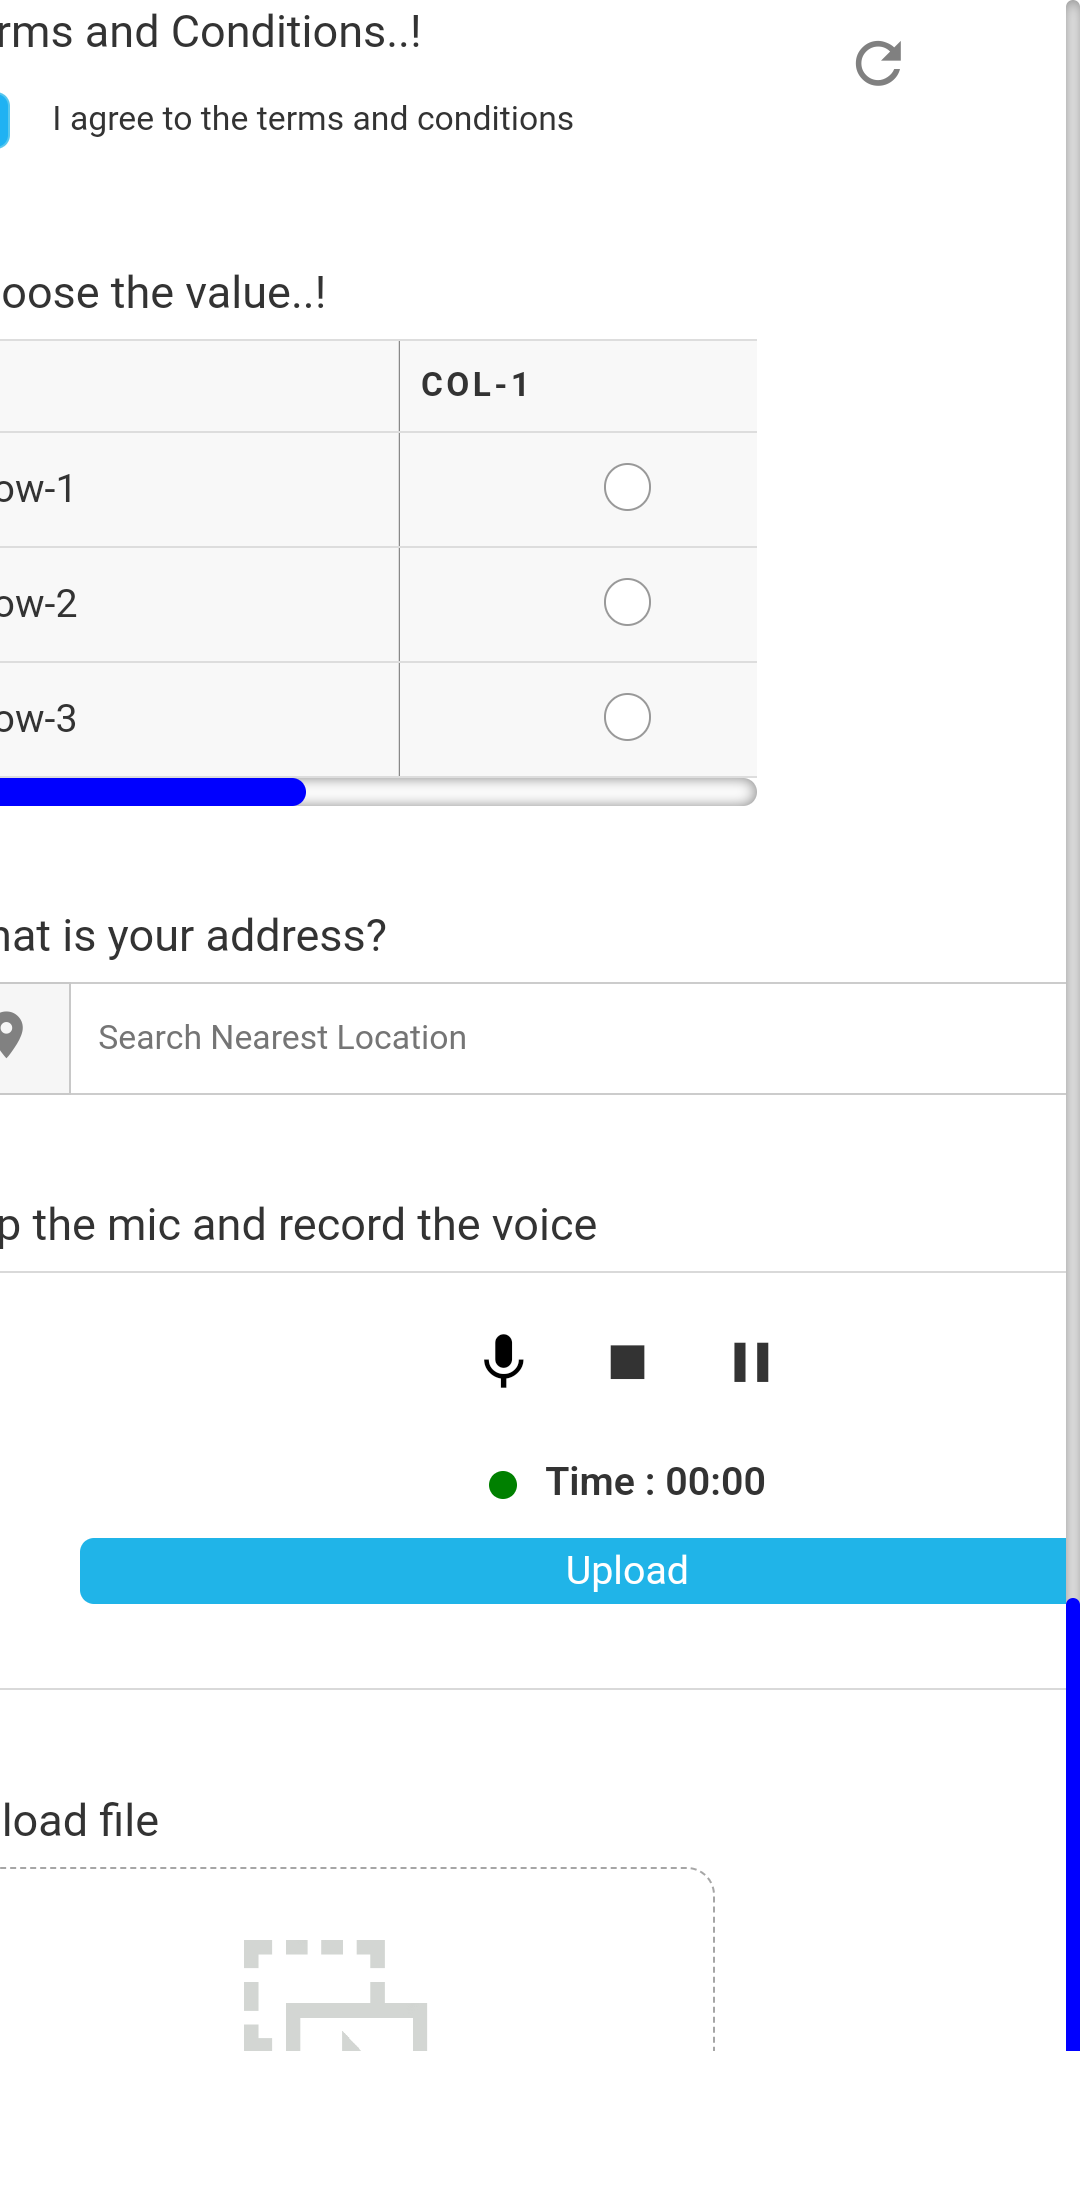 rms and Conditions..!
I agree to the terms and conditions
oose the value..!
COL-1
ow-1
ow-2
ow-3
hat is your address?
Search Nearest Location
p the mic and record the voice
Time : 00:00
Upload
load file